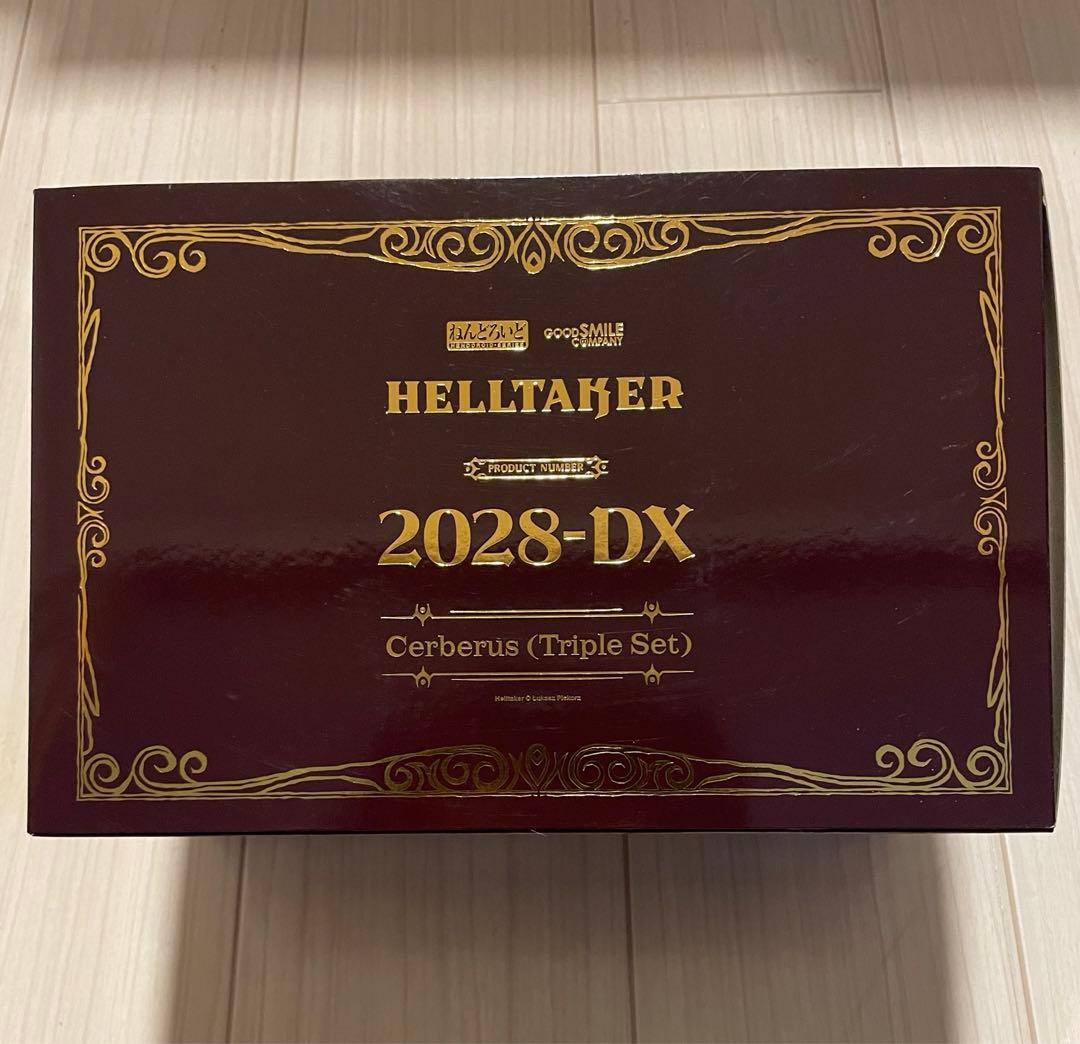 ねんどろいど
NENDOROID-SERIES
GOOD SMILE
COMPANY
HELLTAKER
PRODUCT NUMBER
2028-DX
Cerberus (Triple Set)
Helltaker © Łukasz Piskorz